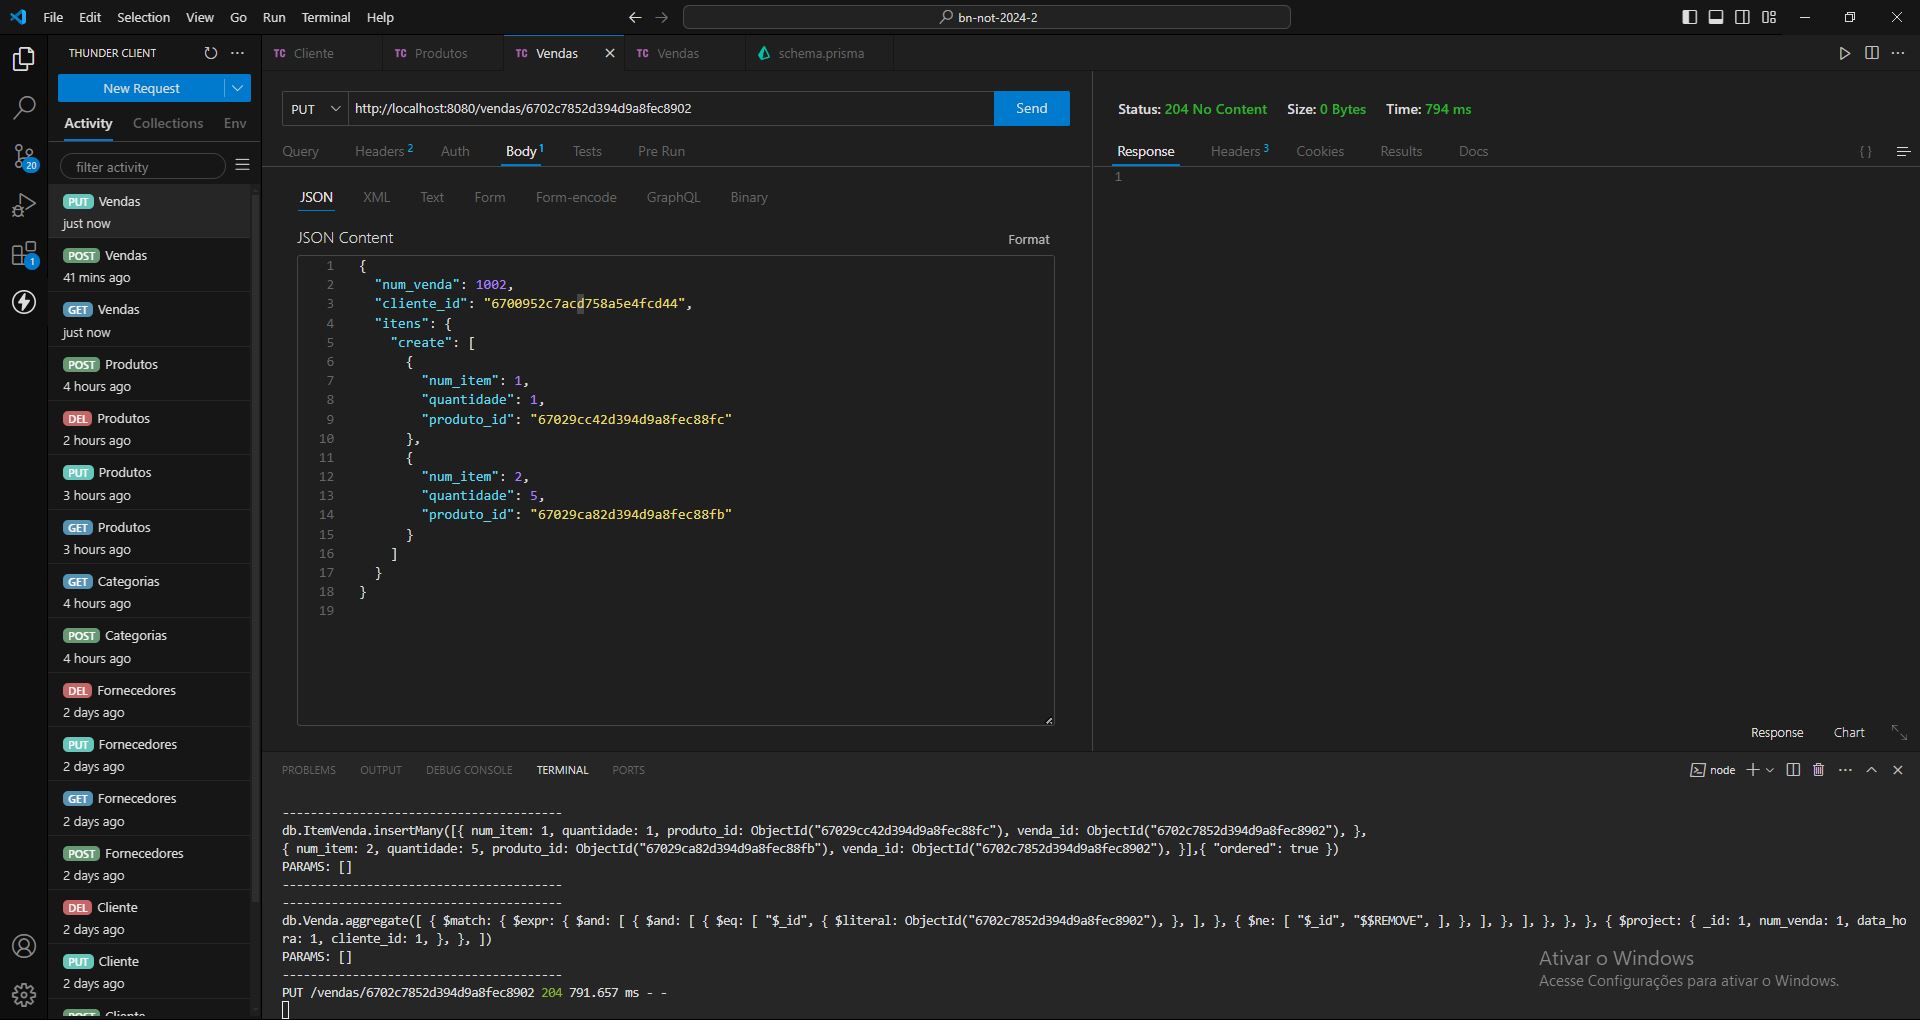 File Edit Selection View Go Run Terminal Help
bn-not-2024-2
THUNDER CLIENT
New Request
Activity Collections Env
filter activity
20
1
PUT Vendas
just now
POST Vendas
41 mins ago
GET Vendas
just now
POST Produtos
4 hours ago
DEL Produtos
2 hours ago
PUT Produtos
3 hours ago
GET Produtos
3 hours ago
GET Categorias
4 hours ago
POST Categorias
4 hours ago
DEL Fornecedores
2 days ago
PUT Fornecedores
2 days ago
GET Fornecedores
2 days ago
POST Fornecedores
2 days ago
DEL Cliente
2 days ago
PUT Cliente
2 days ago
POST Cliente
TC Cliente TC Produtos TC Vendas TC Vendas schema.prisma
PUT http://localhost:8080/vendas/6702c7852d394d9a8fec8902 Send
Query Headers 2 Auth Body 1 Tests Pre Run
JSON XML Text Form Form-encode GraphQL Binary
JSON Content Format
1 {
2 "num_venda": 1002,
3 "cliente_id": "6700952c7acd758a5e4fcd44",
4 "itens": {
5 "create": [
6 {
7 "num_item": 1,
8 "quantidade": 1,
9 "produto_id": "67029cc42d394d9a8fec88fc"
10 },
11 {
12 "num_item": 2,
13 "quantidade": 5,
14 "produto_id": "67029ca82d394d9a8fec88fb"
15 }
16 ]
17 }
18 }
19
Status: 204 No Content Size: 0 Bytes Time: 794 ms
Response Headers 3 Cookies Results Docs {}
1
Response Chart
PROBLEMS OUTPUT DEBUG CONSOLE TERMINAL PORTS
node
----------------------------------------
db.ItemVenda.insertMany([{ num_item: 1, quantidade: 1, produto_id: ObjectId("67029cc42d394d9a8fec88fc"), venda_id: ObjectId("6702c7852d394d9a8fec8902"), },
{ num_item: 2, quantidade: 5, produto_id: ObjectId("67029ca82d394d9a8fec88fb"), venda_id: ObjectId("6702c7852d394d9a8fec8902"), }],{ "ordered": true })
PARAMS: []
----------------------------------------
----------------------------------------
db.Venda.aggregate([ { $match: { $expr: { $and: [ { $and: [ { $eq: [ "$_id", { $literal: ObjectId("6702c7852d394d9a8fec8902"), }, ], }, { $ne: [ "$_id", "$$REMOVE", ], }, ], }, ], }, }, }, { $project: { _id: 1, num_venda: 1, data_ho
ra: 1, cliente_id: 1, }, }, ])
PARAMS: []
----------------------------------------
PUT /vendas/6702c7852d394d9a8fec8902 204 791.657 ms - -
Ativar o Windows
Acesse Configurações para ativar o Windows.